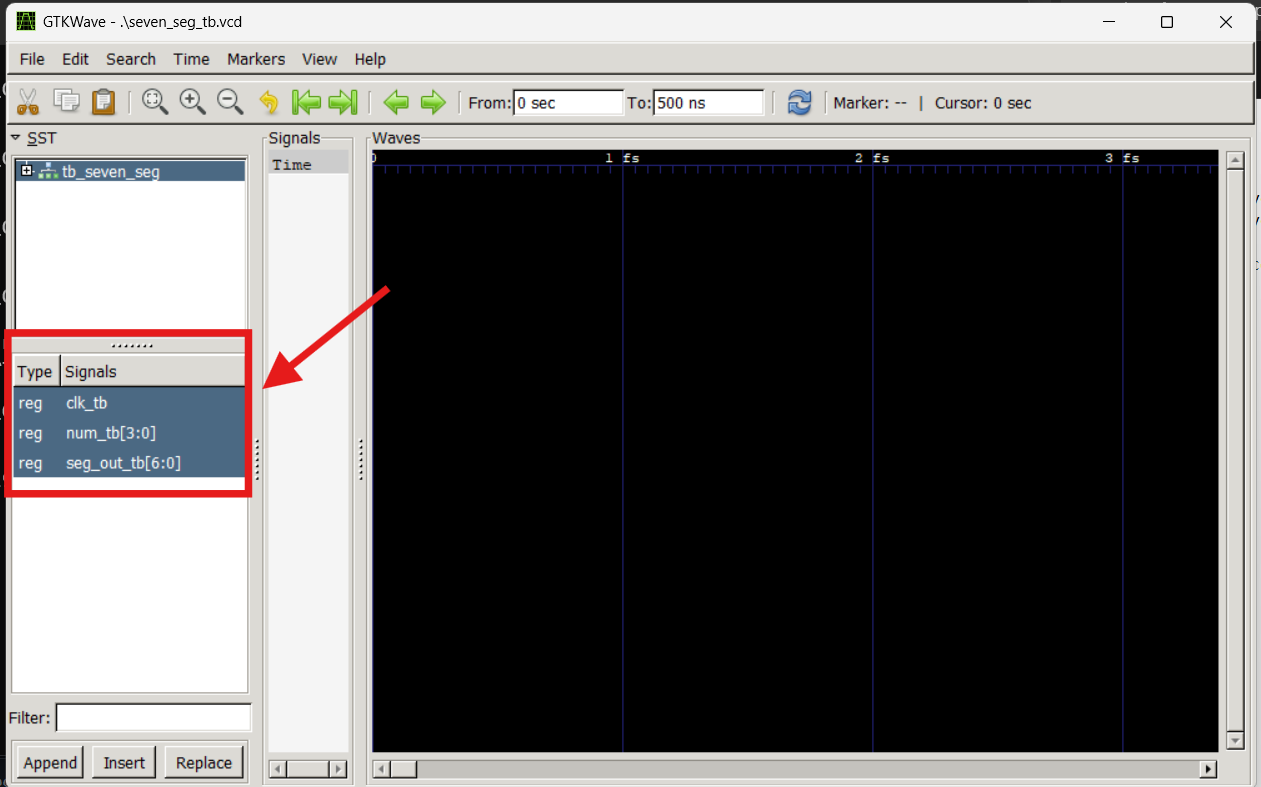 GTKWave - .\seven_seg_tb.vcd
File Edit Search Time Markers View Help
From: 0 sec To: 500 ns Marker: -- | Cursor: 0 sec
SST
tb_seven_seg
Type Signals
reg clk_tb
reg num_tb[3:0]
reg seg_out_tb[6:0]
Filter:
Append Insert Replace
Signals
Time
Waves
0 1 fs 2 fs 3 fs